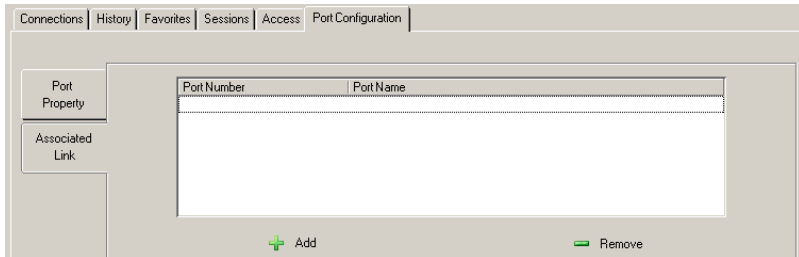 Connections History Favorites Sessions Access Port Configuration
Port Number Port Name
Port
Property
Associated
Link
Add Remove